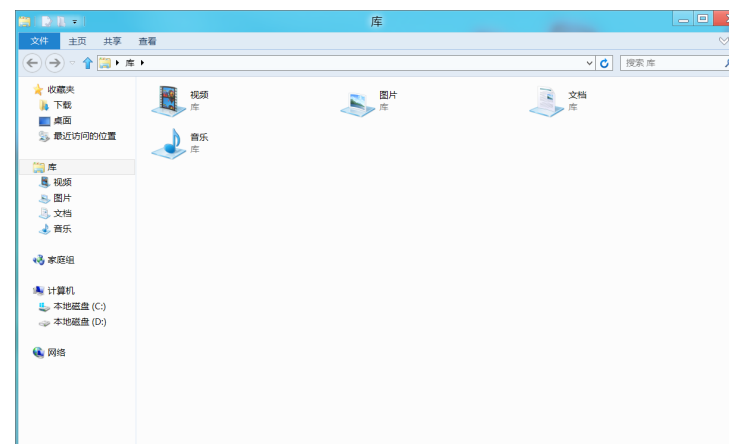 库
文件 主页 共享 查看
库
搜索 库
收藏夹
下载
桌面
最近访问的位置
库
视频
图片
文档
音乐
家庭组
计算机
本地磁盘 (C:)
本地磁盘 (D:)
网络
视频
库
图片
库
文档
库
音乐
库